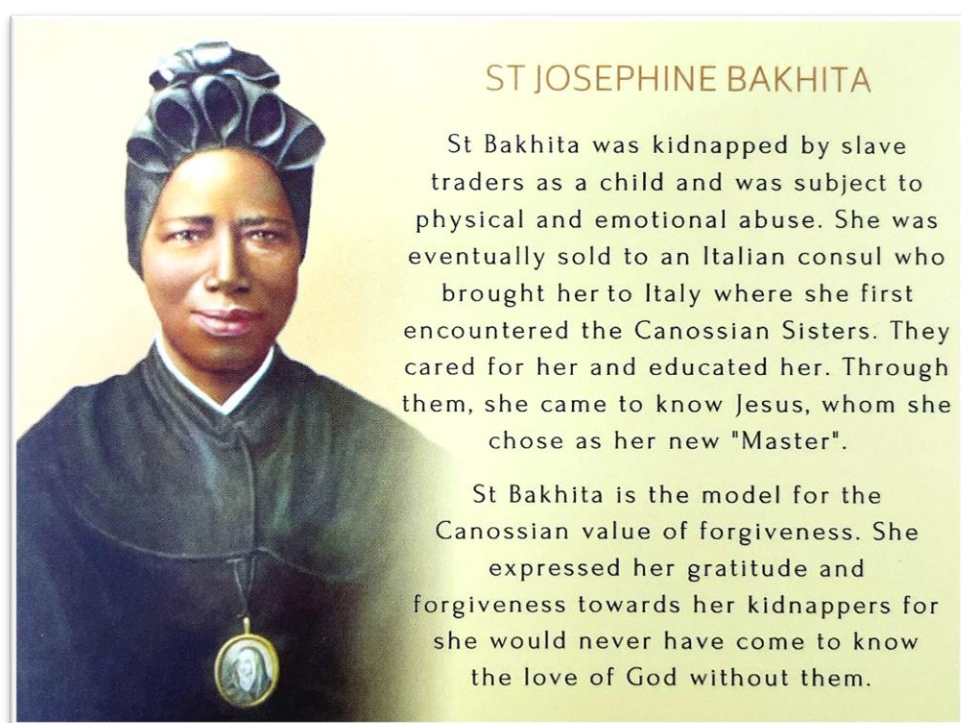 ST JOSEPHINE BAKHITA
St Bakhita was kidnapped by slave
traders as a child and was subject to
physical and emotional abuse. She was
eventually sold to an Italian consul who
brought her to Italy where she first
encountered the Canossian Sisters. They
cared for her and educated her. Through
them, she came to know Jesus, whom she
chose as her new "Master".
St Bakhita is the model for the
Canossian value of forgiveness. She
expressed her gratitude and
forgiveness towards her kidnappers for
she would never have come to know
the love of God without them.